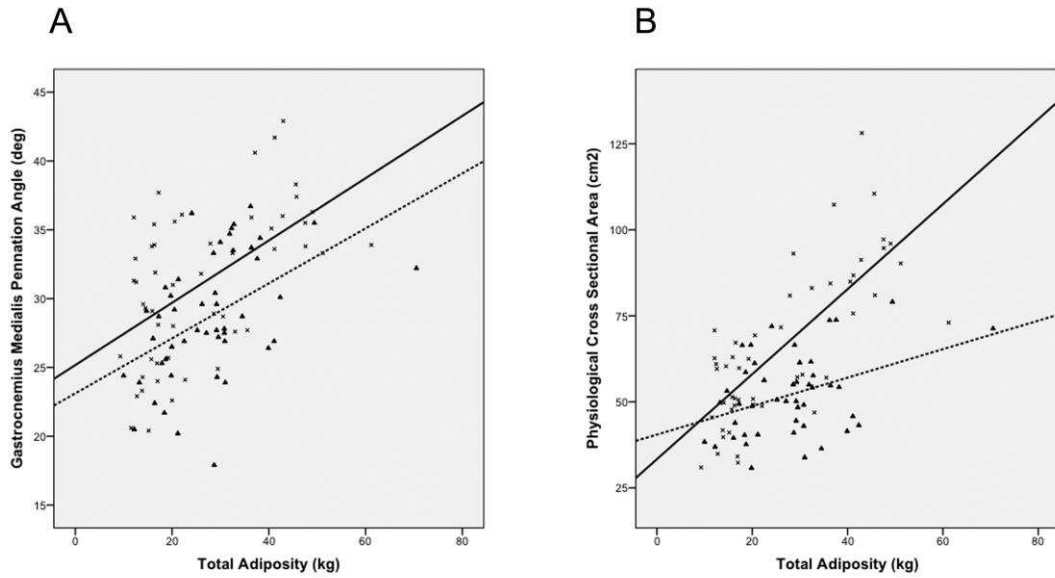 A
B
Gastrocnemius Medialis Pennation Angle (deg)
45
40
35
30
25
20
15
0 20 40 60 80
Total Adiposity (kg)
Physiological Cross Sectional Area (cm2)
125
100
75
50
25
0 20 40 60 80
Total Adiposity (kg)